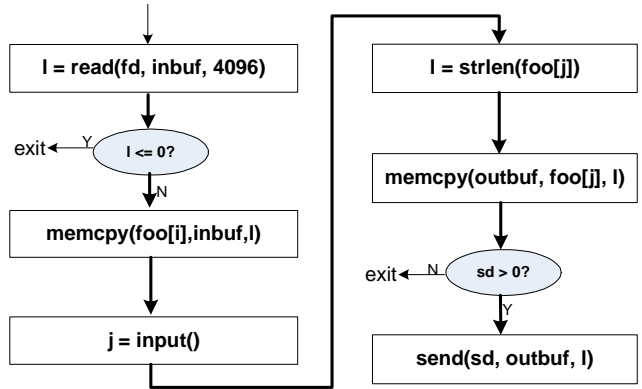 l = read(fd, inbuf, 4096)
l <= 0?
Y
exit
N
memcpy(foo[i],inbuf,l)
j = input()
l = strlen(foo[j])
memcpy(outbuf, foo[j], l)
sd > 0?
N
exit
Y
send(sd, outbuf, l)